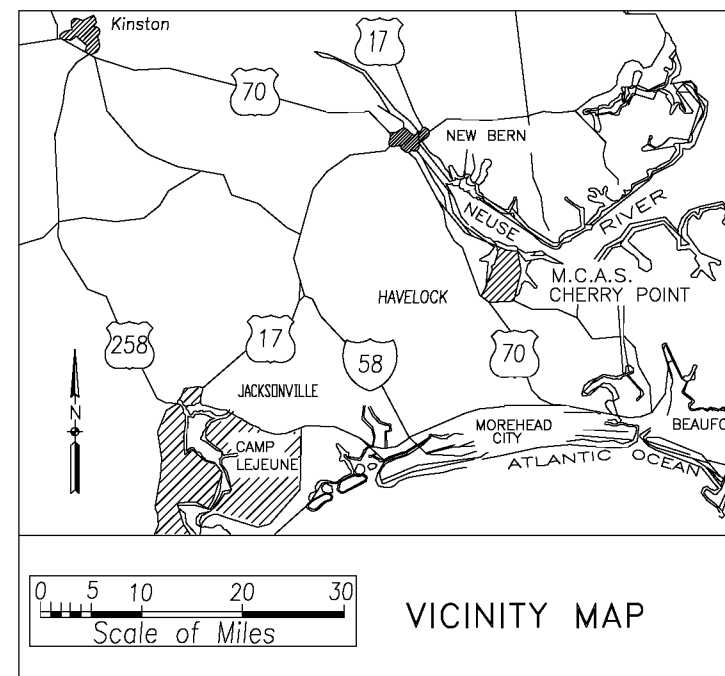 Kinston
17
70
NEW BERN
NEUSE RIVER
M.C.A.S.
CHERRY POINT
HAVELOCK
258
17
58
70
JACKSONVILLE
N
CAMP
LEJEUNE
MOREHEAD
CITY
BEAUFO
ATLANTIC OCEAN
0 5 10 20 30
Scale of Miles
VICINITY MAP